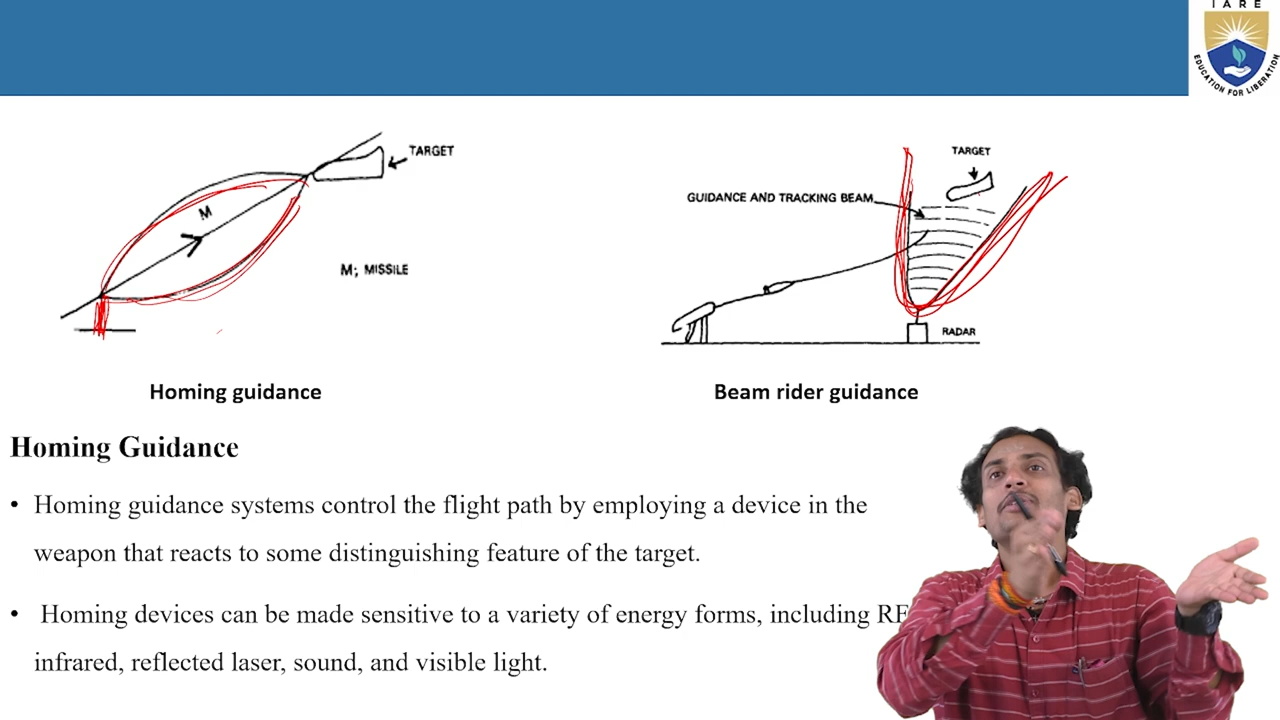 IARE
EDUCATION FOR LIBERATION
TARGET
M
M; MISSILE
TARGET
GUIDANCE AND TRACKING BEAM
RADAR
Homing guidance
Beam rider guidance
Homing Guidance
• Homing guidance systems control the flight path by employing a device in the
weapon that reacts to some distinguishing feature of the target.
• Homing devices can be made sensitive to a variety of energy forms, including RF
infrared, reflected laser, sound, and visible light.